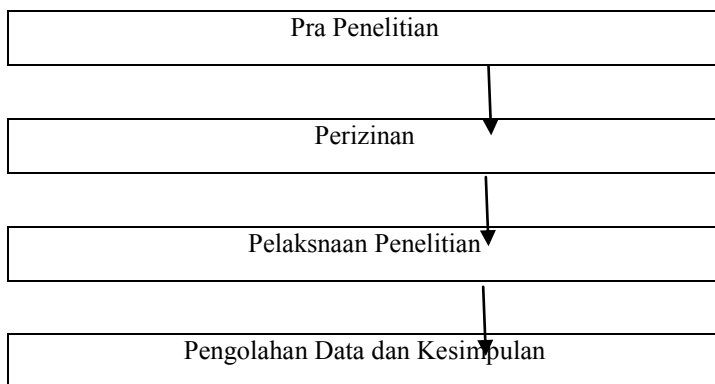 Pra Penelitian
Perizinan
Pelaksnaan Penelitian
Pengolahan Data dan Kesimpulan